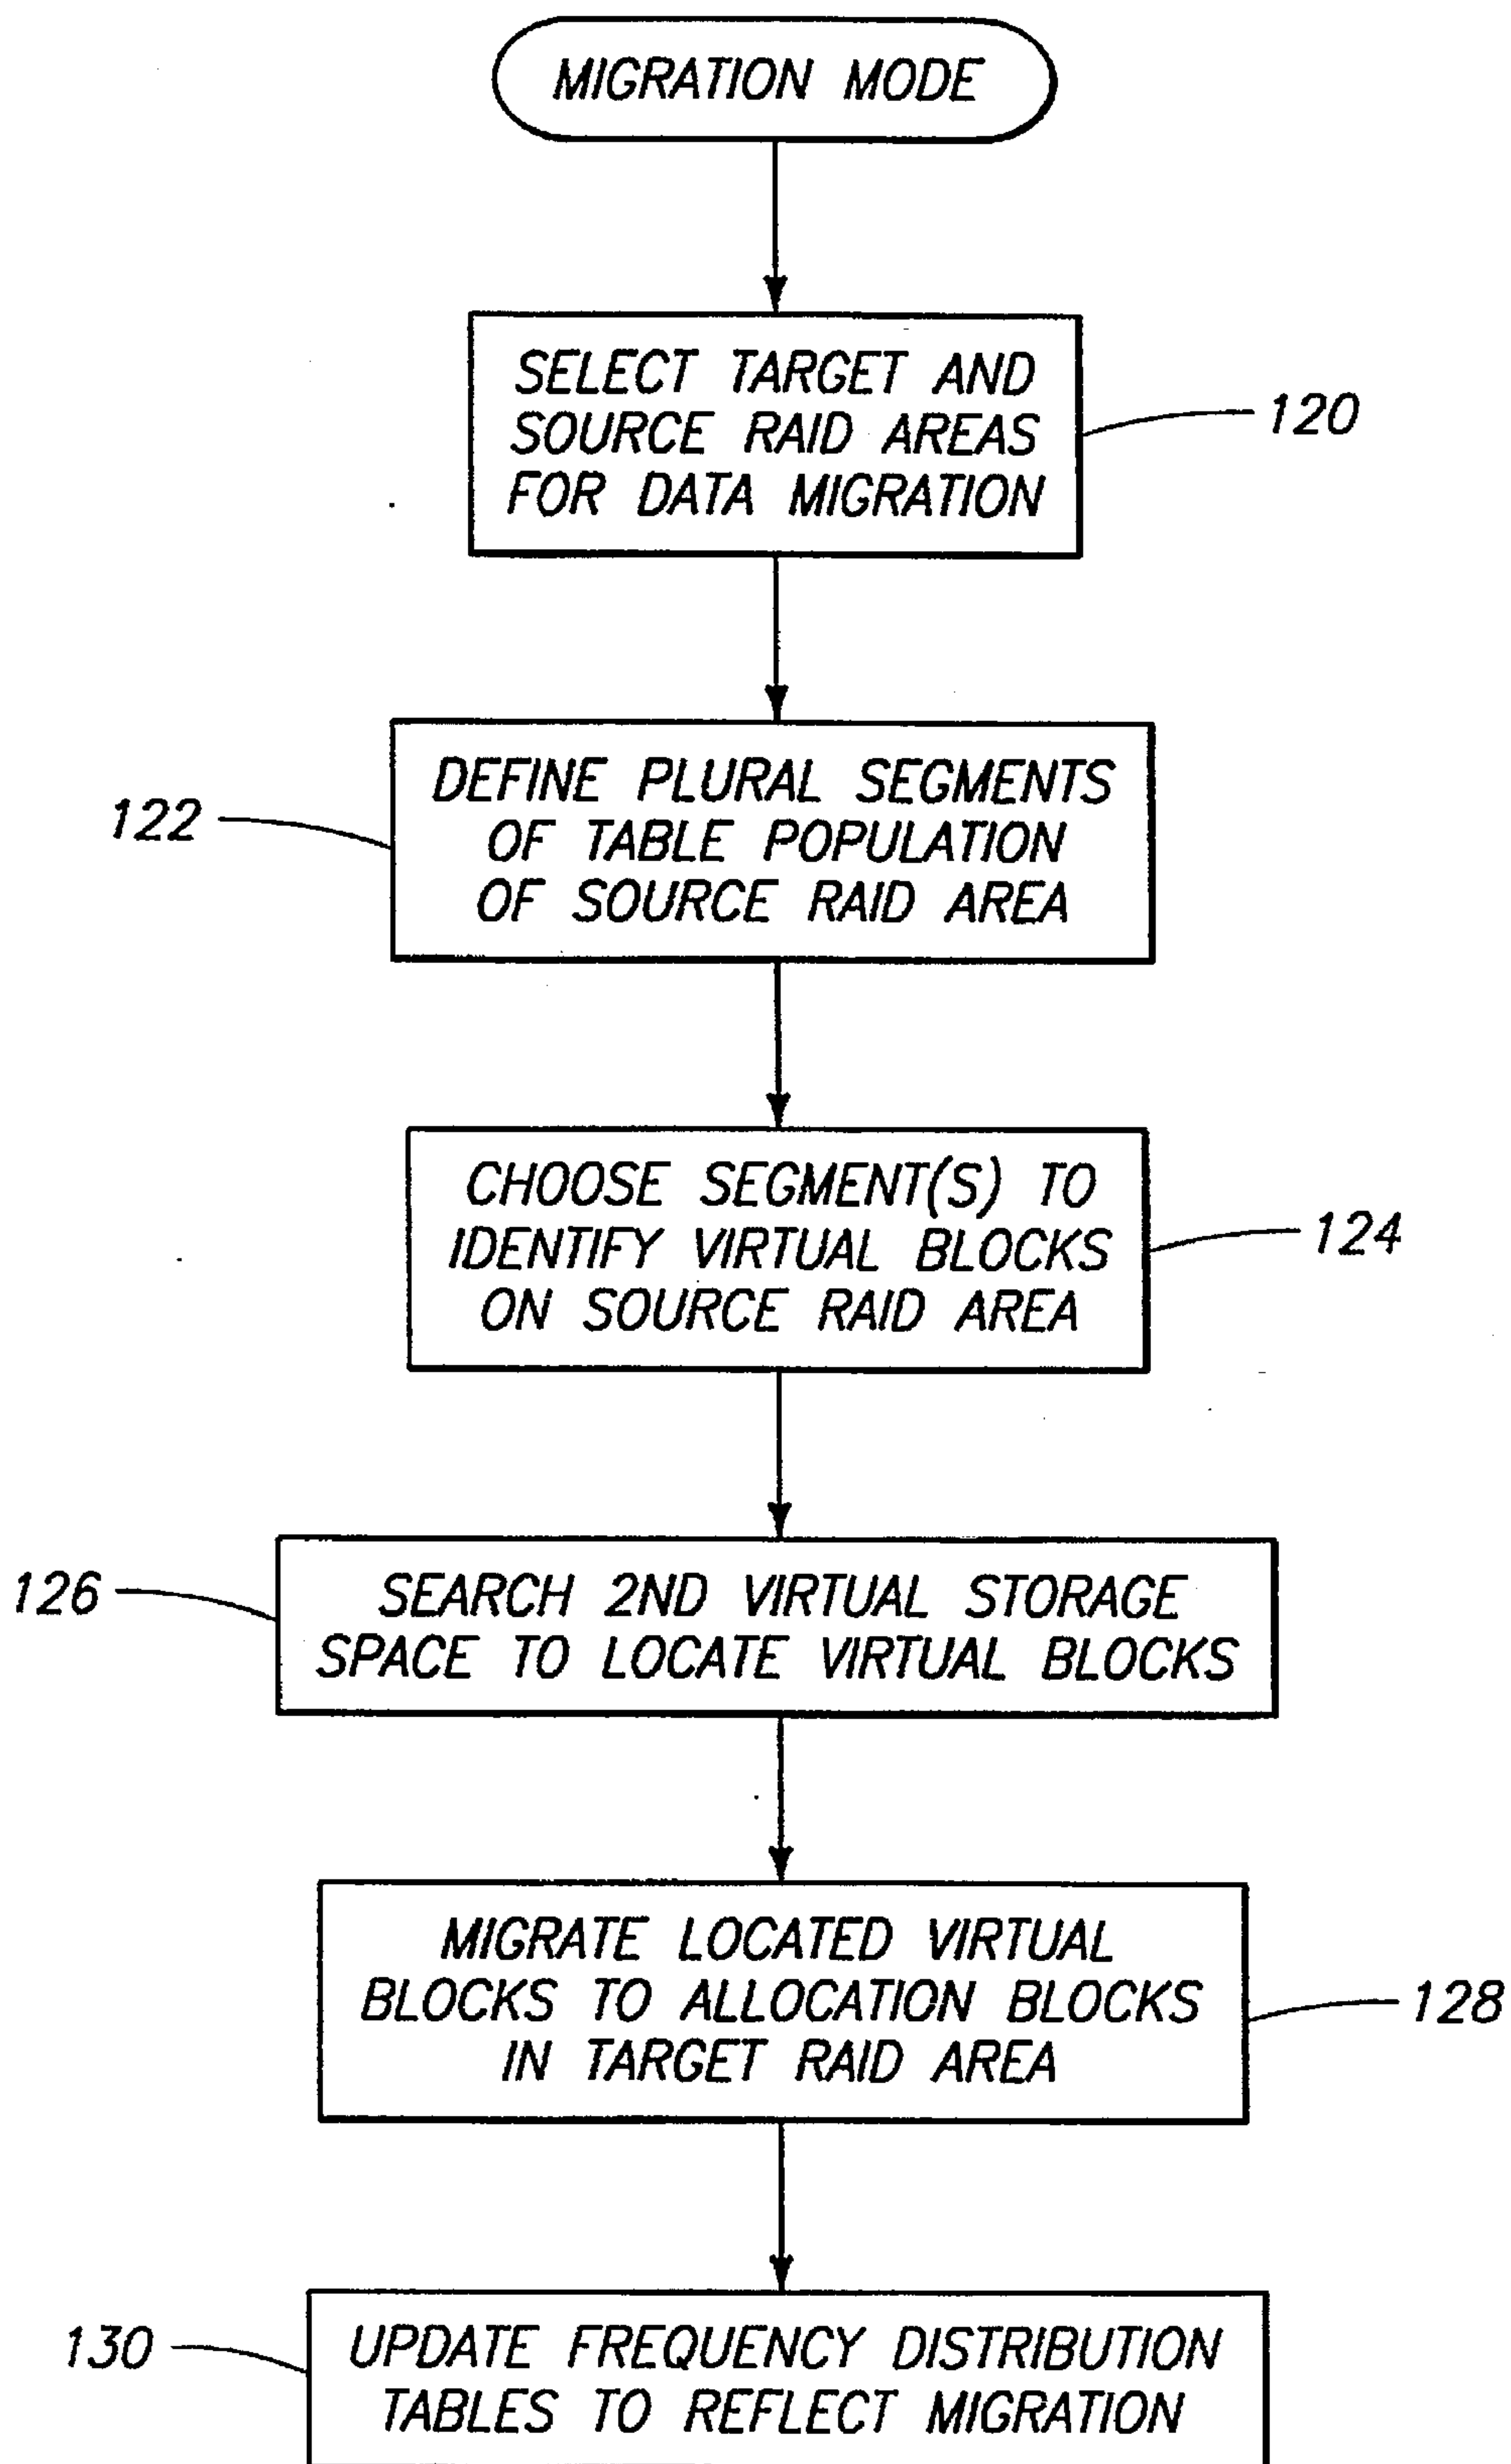 MIGRATION MODE
SELECT TARGET AND
SOURCE RAID AREAS
FOR DATA MIGRATION
120
DEFINE PLURAL SEGMENTS
OF TABLE POPULATION
OF SOURCE RAID AREA
122
CHOOSE SEGMENT(S) TO
IDENTIFY VIRTUAL BLOCKS
ON SOURCE RAID AREA
124
126
SEARCH 2ND VIRTUAL STORAGE
SPACE TO LOCATE VIRTUAL BLOCKS
MIGRATE LOCATED VIRTUAL
BLOCKS TO ALLOCATION BLOCKS
IN TARGET RAID AREA
128
130
UPDATE FREQUENCY DISTRIBUTION
TABLES TO REFLECT MIGRATION